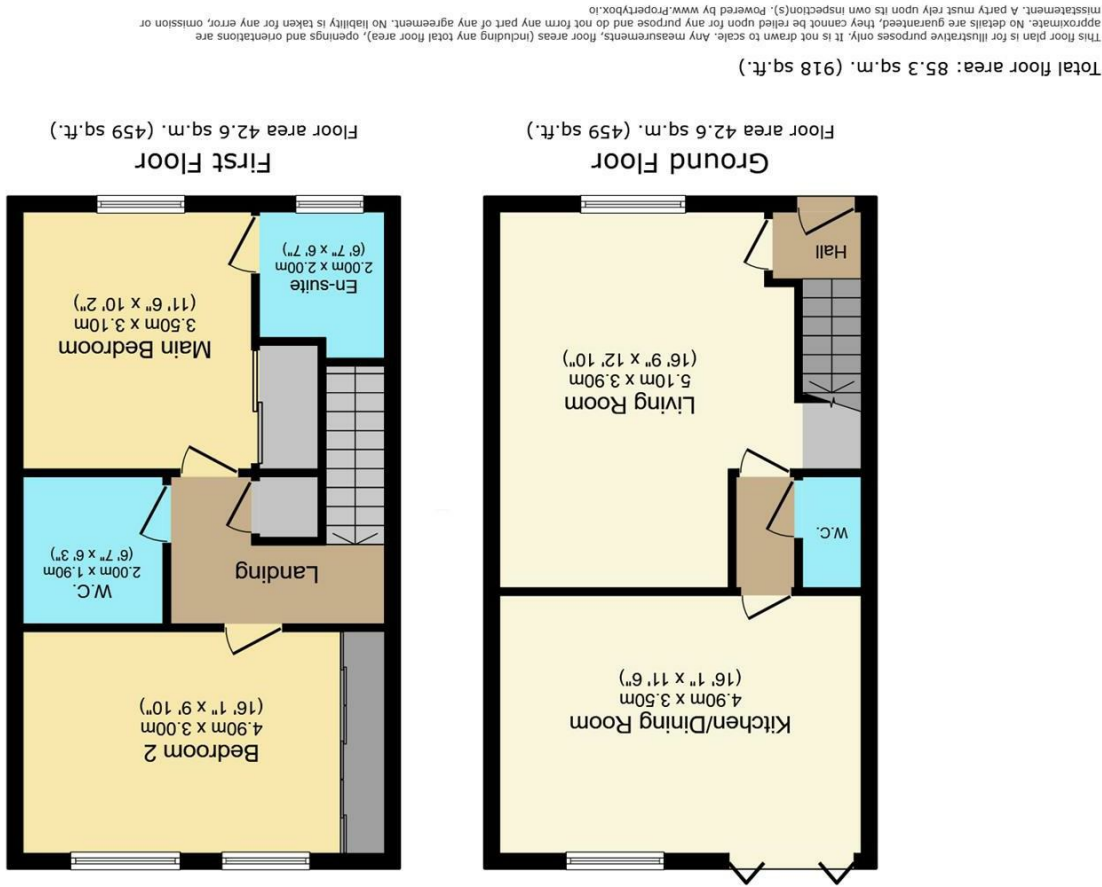 Kitchen/Dining Room
4.90m x 3.50m
(16' 1" x 11' 6")
W.C.
Living Room
5.10m x 3.90m
(16' 9" x 12' 10")
Hall
Ground Floor
Floor area 42.6 sq.m. (459 sq.ft.)
Bedroom 2
4.90m x 3.00m
(16' 1" x 9' 10")
Landing
W.C.
2.00m x 1.90m
(6' 7" x 6' 3")
Main Bedroom
3.50m x 3.10m
(11' 6" x 10' 2")
En-suite
2.00m x 2.00m
(6' 7" x 6' 7")
First Floor
Floor area 42.6 sq.m. (459 sq.ft.)
Total floor area: 85.3 sq.m. (918 sq.ft.)
This floor plan is for illustrative purposes only. It is not drawn to scale. Any measurements, floor areas (including any total floor area), openings and orientations are
approximate. No details are guaranteed, they cannot be relied upon for any purpose and do not form any part of any agreement. No liability is taken for any error, omission or
misstatement. A party must rely upon its own inspection(s). Powered by www.Propertybox.io